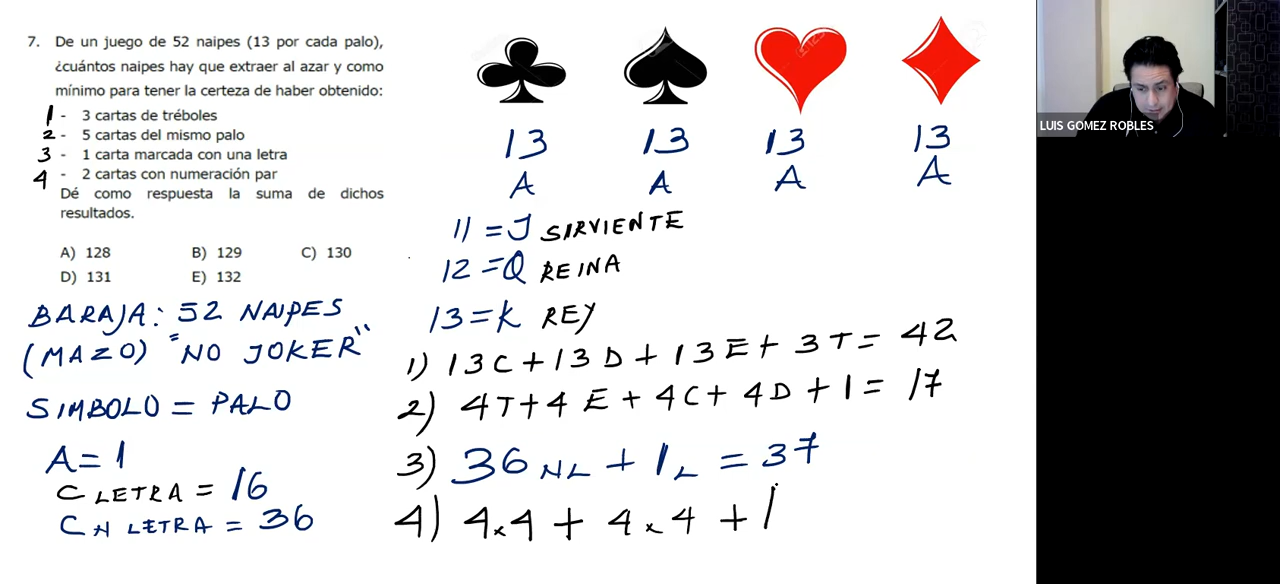 7. De un juego de 52 naipes (13 por cada palo),
¿cuántos naipes hay que extraer al azar y como
mínimo para tener la certeza de haber obtenido:
1 - 3 cartas de tréboles
2 - 5 cartas del mismo palo
3 - 1 carta marcada con una letra
4 - 2 cartas con numeración par
Dé como respuesta la suma de dichos
resultados.
A) 128 B) 129 C) 130
D) 131 E) 132
BARAJA: 52 NAIPES
(MAZO) "NO JOKER"
SIMBOLO = PALO
A = 1
C LETRA = 16
C N LETRA = 36
13 13 13 13
A A A A
11 = J SIRVIENTE
12 = Q REINA
13 = K REY
1) 13C + 13D + 13E + 3T = 42
2) 4T + 4E + 4C + 4D + 1 = 17
3) 36 NL + 1L = 37
4) 4x4 + 4x4 + 1
LUIS GOMEZ ROBLES